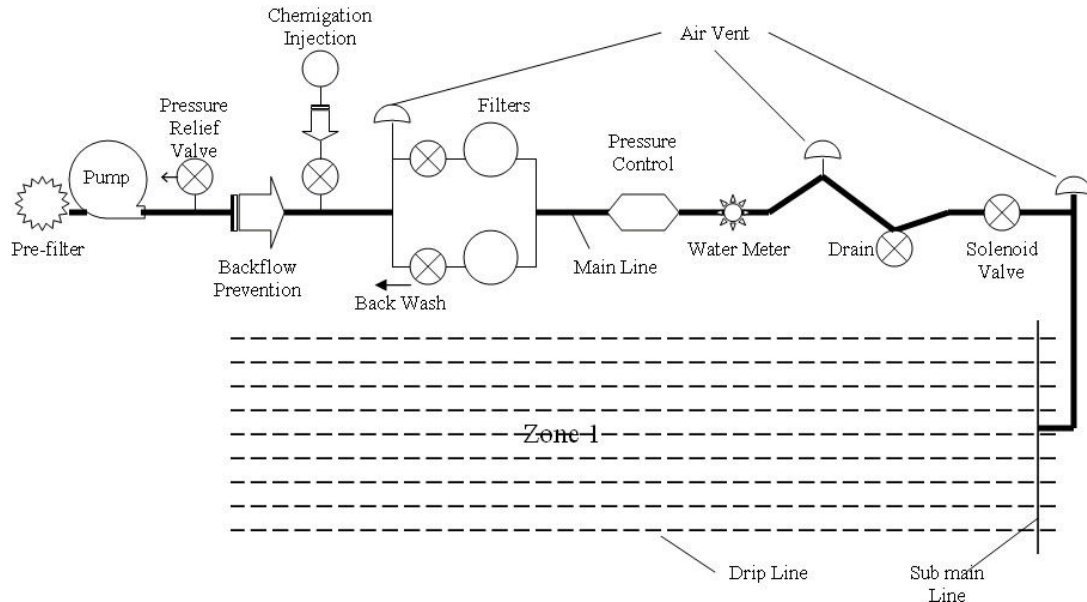 Chemigation
Injection
Air Vent
Pressure
Relief
Valve
Filters
Pressure
Control
Pump
Pre-filter
Backflow
Prevention
Back Wash
Main Line
Water Meter
Drain
Solenoid
Valve
Zone 1
Drip Line
Sub main
Line